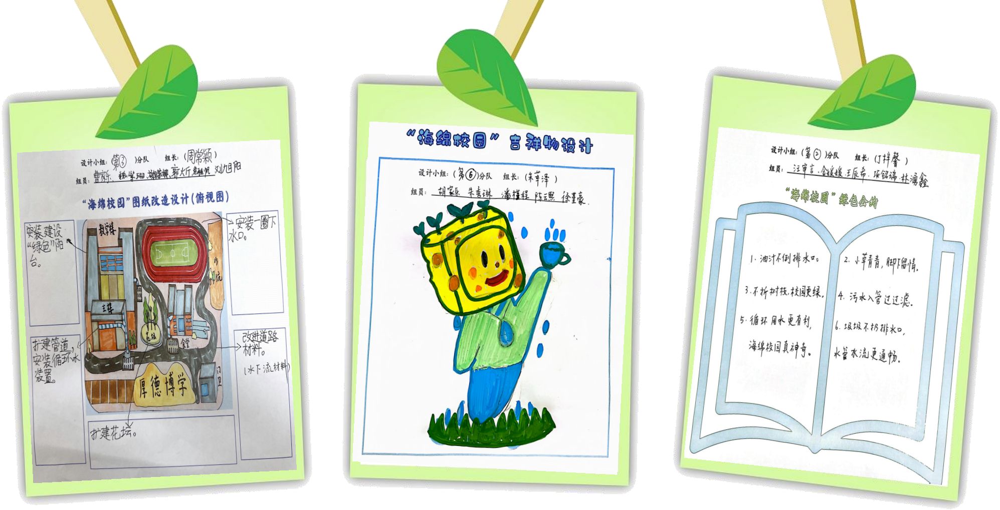 设计小组:(第③ )分队 组长:(周常颖)
组员:曹家乐、郭火斤 刘旭阳
“海绵校园”图纸改造设计(俯视图)
安装建设
“绿色”阳
台。
安装一圈下
水口。
教学楼
沙
坑
主楼
花坛
食堂
扩建管道,
安装循环水
装置。
改进道路
材料。
(水下流材料)
门
卫
厚德博学
扩建花坛。
“海绵校园”吉祥物设计
设计小组:(第⑥)分队 组长:(朱莘泽)
组员:胡家乐 朱秀琳 潘槿程 陈云熙 徐堇豪.
设计小组:(第②)分队 组长:(丁梓馨)
组员:汪审言、金媛媛、王辰希、项铭瑞、林湧鑫
“海绵校园”绿色公约
1. 油汁不倒排水口。
2. 小草青青,脚下留情。
3. 不折树枝,校园更绿。
4. 污水入管过过滤。
5. 循环用水更有利,
海绵校园真神奇。
6. 垃圾不扔排水口,
水管水流更通畅。